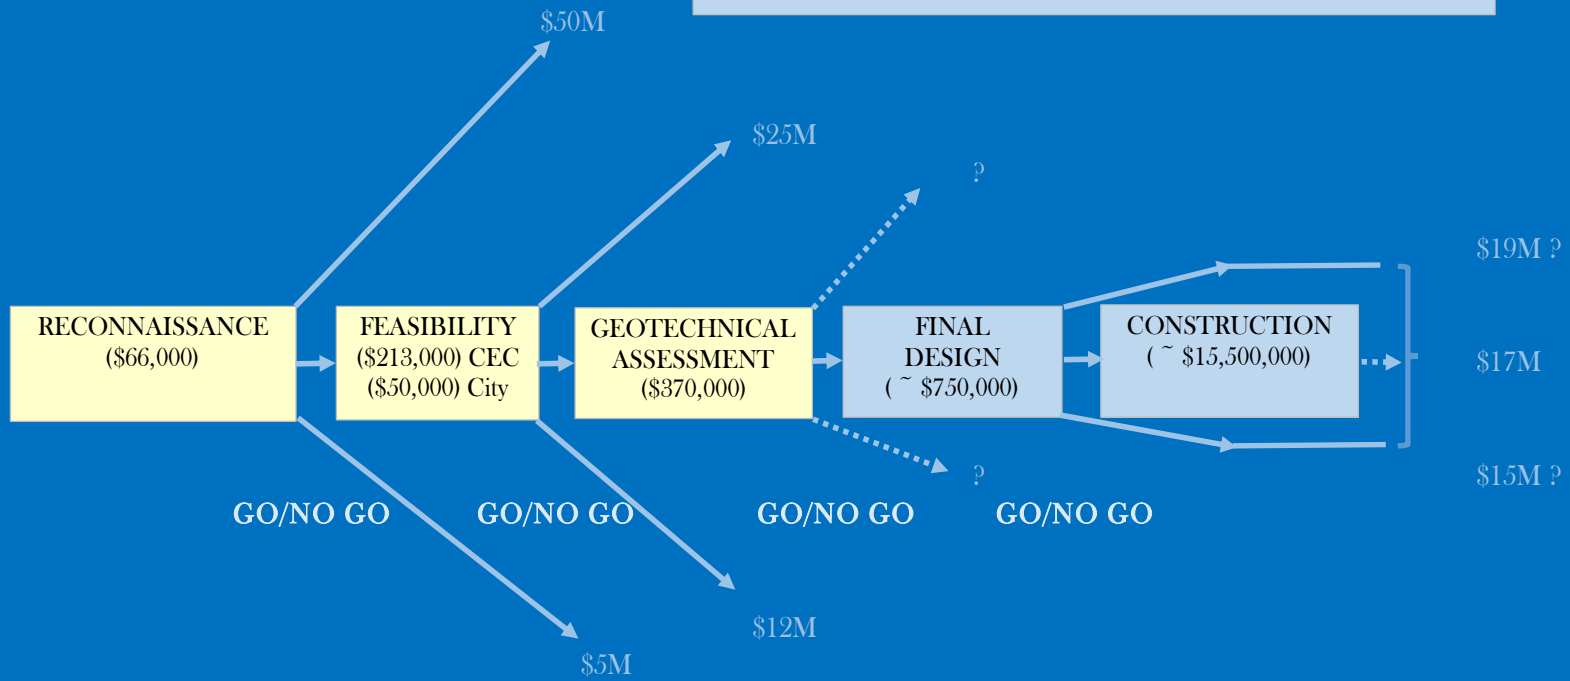 $50M
$25M
?
$19M ?
RECONNAISSANCE
($66,000)
FEASIBILITY
($213,000) CEC
($50,000) City
GEOTECHNICAL
ASSESSMENT
($370,000)
FINAL
DESIGN
( ~ $750,000)
CONSTRUCTION
( ~ $15,500,000)
$17M
$15M ?
?
GO/NO GO
GO/NO GO
GO/NO GO
GO/NO GO
$12M
$5M